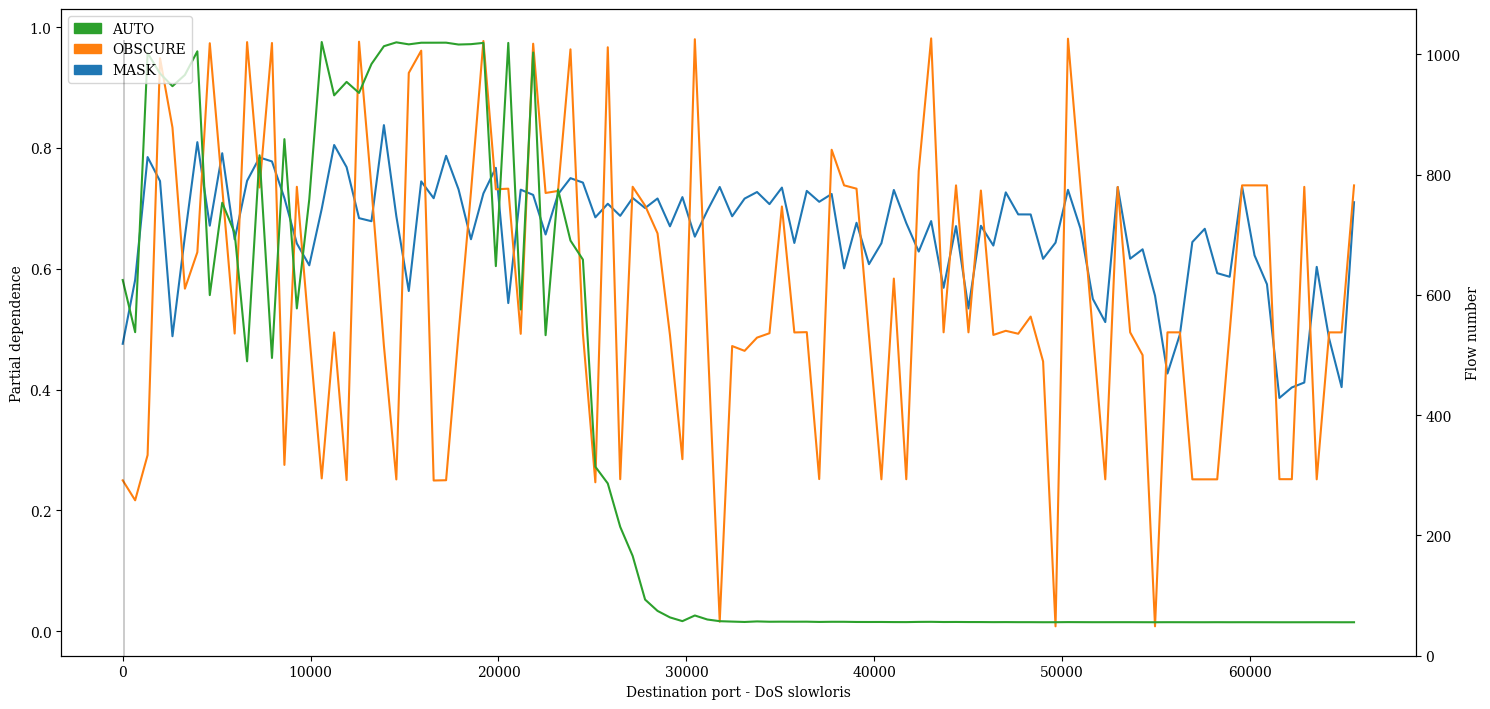 AUTO
OBSCURE
MASK
1.0
0.8
0.6
0.4
0.2
0.0
Partial dependence
1000
800
600
400
200
0
Flow number
0 10000 20000 30000 40000 50000 60000
Destination port - DoS slowloris